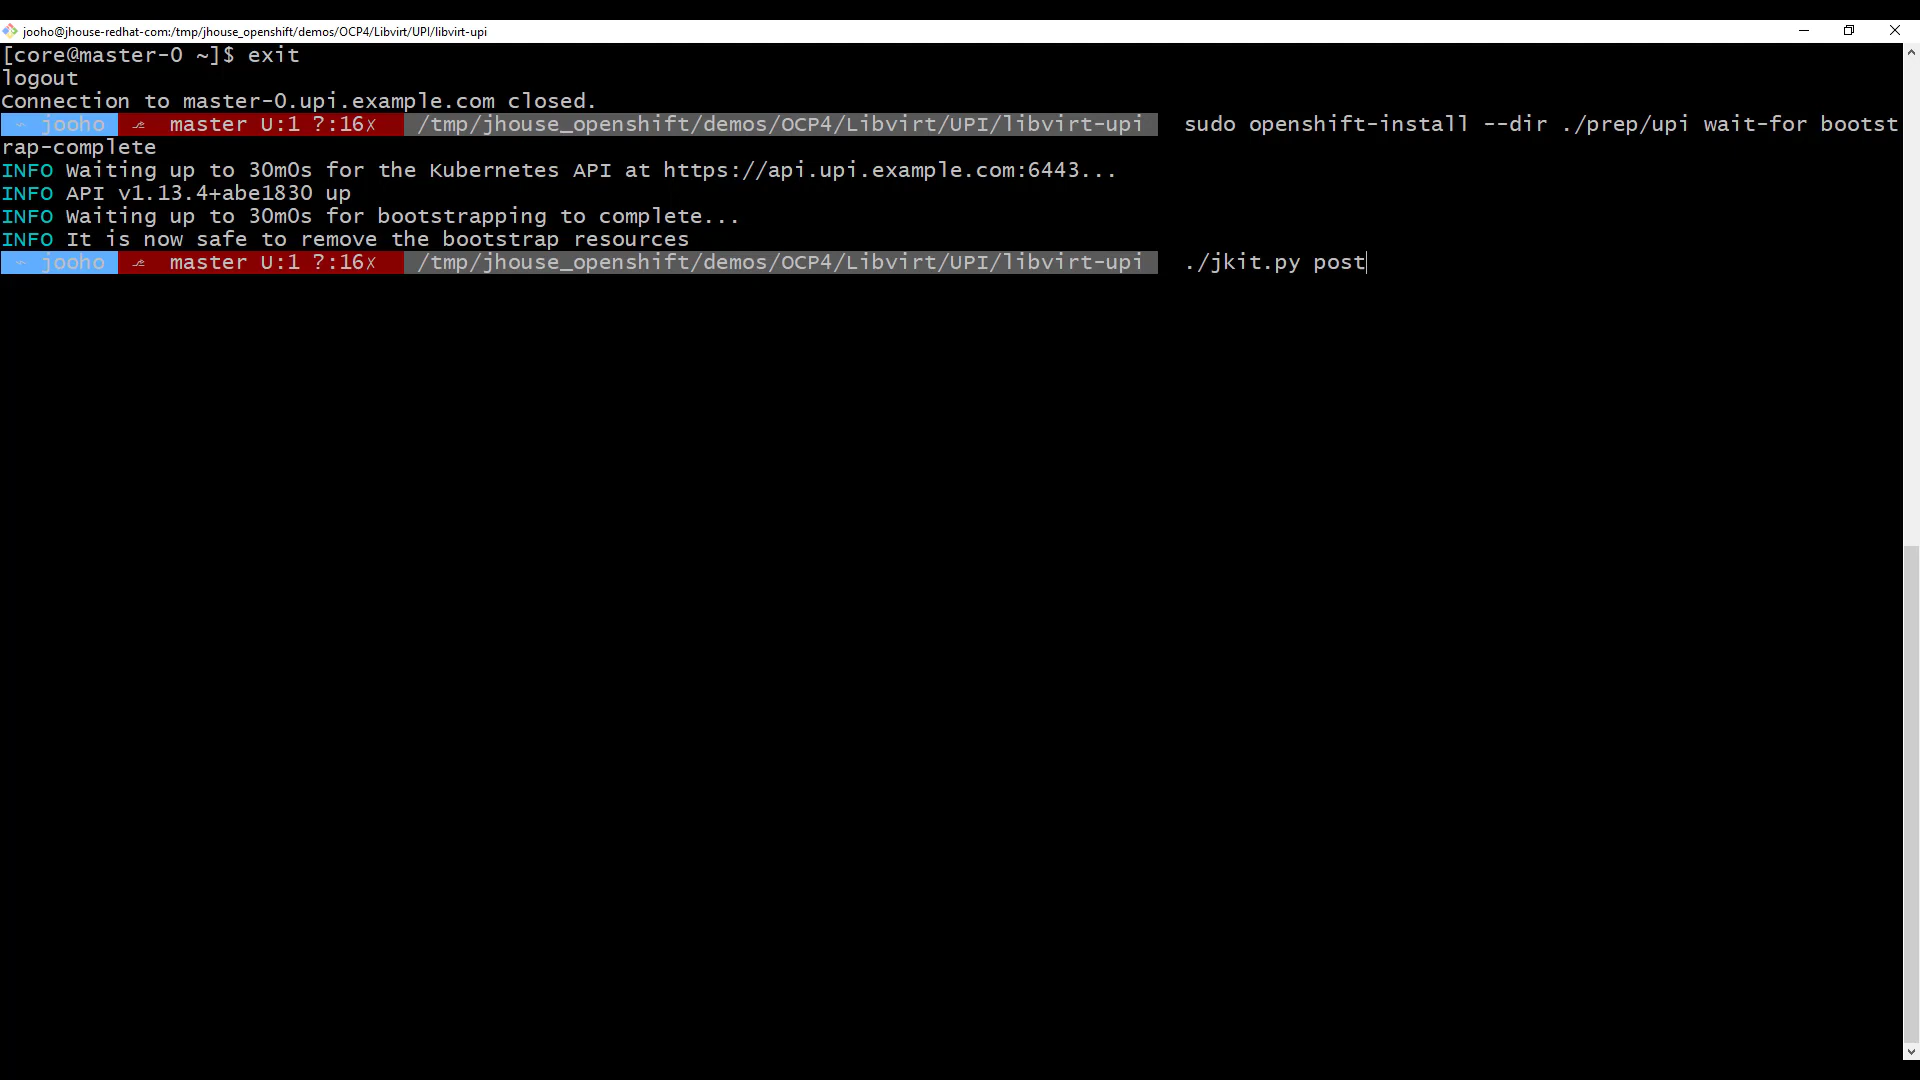 jooho@jhouse-redhat-com:/tmp/jhouse_openshift/demos/OCP4/Libvirt/UPI/libvirt-upi
[core@master-0 ~]$ exit
logout
Connection to master-0.upi.example.com closed.
~ jooho ⎇ master U:1 ?:16✗ /tmp/jhouse_openshift/demos/OCP4/Libvirt/UPI/libvirt-upi sudo openshift-install --dir ./prep/upi wait-for bootst
rap-complete
INFO Waiting up to 30m0s for the Kubernetes API at https://api.upi.example.com:6443...
INFO API v1.13.4+abe1830 up
INFO Waiting up to 30m0s for bootstrapping to complete...
INFO It is now safe to remove the bootstrap resources
~ jooho ⎇ master U:1 ?:16✗ /tmp/jhouse_openshift/demos/OCP4/Libvirt/UPI/libvirt-upi ./jkit.py post